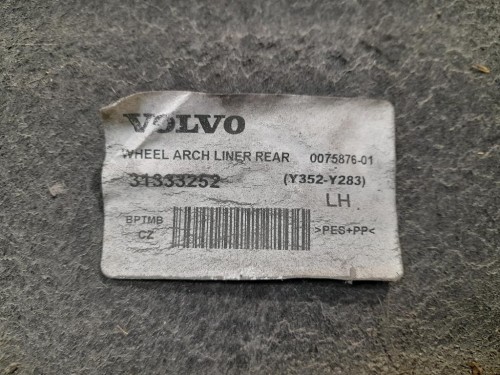 VOLVO
WHEEL ARCH LINER REAR 0075876-01
31333252 (Y352-Y283)
LH
BPTMB >PES+PP<
CZ